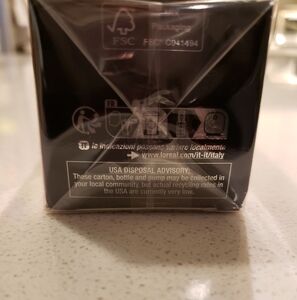 Packaging
FSC
FSC® C041494
le indicazioni possono variare localmente
www.loreal.com/it-it/italy
USA DISPOSAL ADVISORY:
These carton, bottle and pump may be collected in
your local community, but actual recycling rates in
the USA are currently very low.